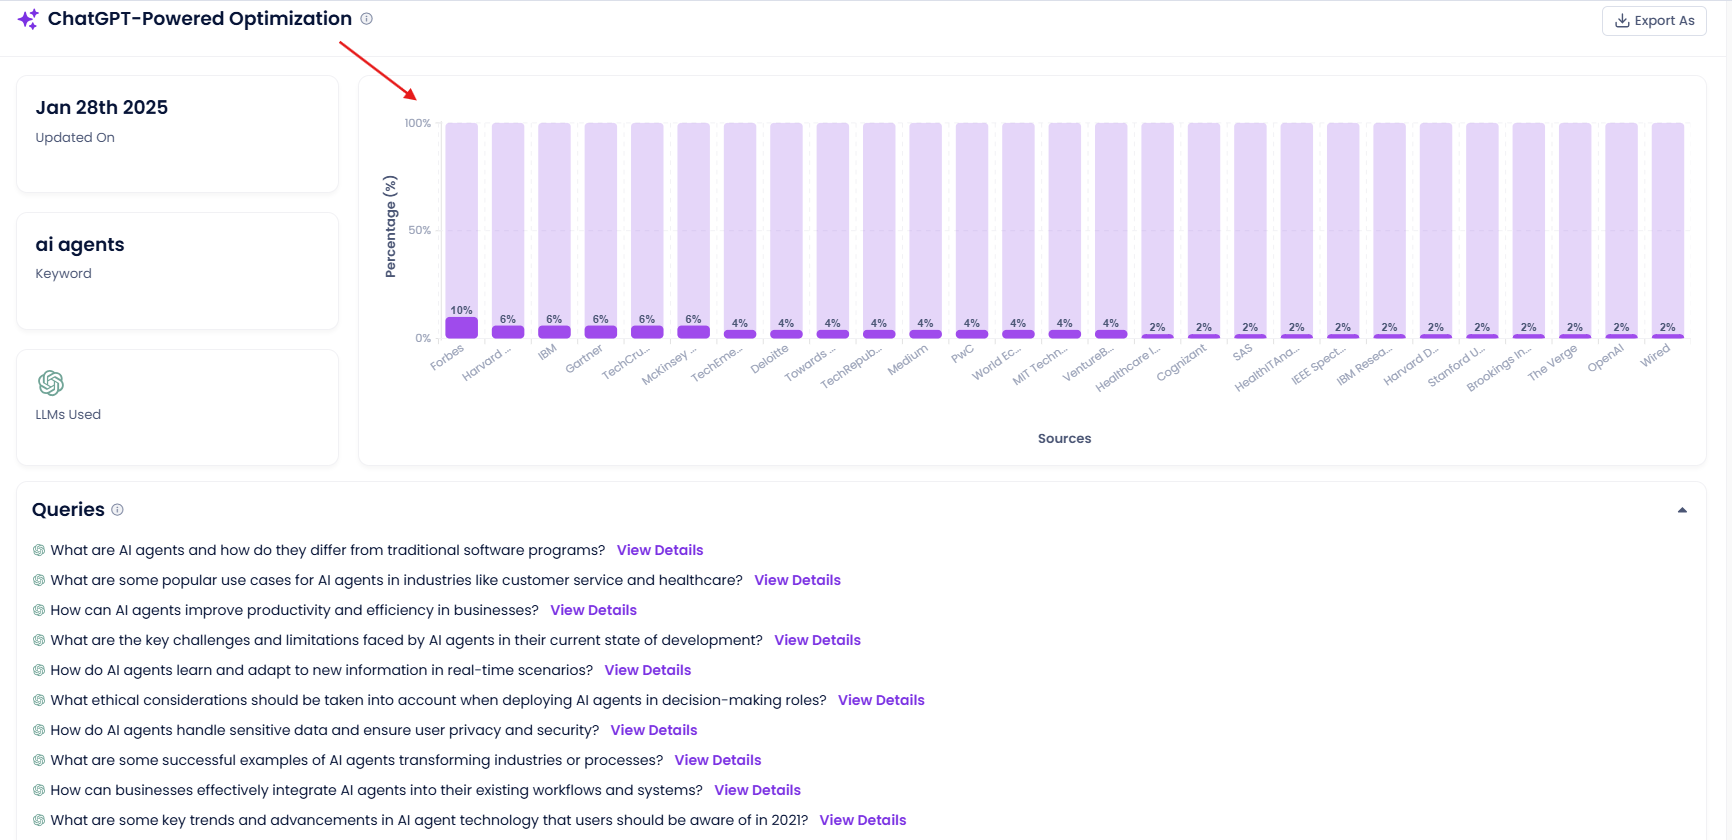 ChatGPT-Powered Optimization
Export As
Jan 28th 2025
Updated On
ai agents
Keyword
LLMs Used
Percentage (%)
100%
50%
0%
10%
6%
6%
6%
6%
6%
4%
4%
4%
4%
4%
4%
4%
4%
4%
2%
2%
2%
2%
2%
2%
2%
2%
2%
2%
2%
2%
Forbes
Harvard ...
IBM
Gartner
TechCru...
McKinsey ...
TechEme...
Deloitte
Towards ...
TechRepub...
Medium
PwC
World Ec...
MIT Techn...
VentureB...
Healthcare I...
Cognizant
SAS
HealthITAna...
IEEE Spect...
IBM Resea...
Harvard D...
Stanford U...
Brookings In...
The Verge
OpenAI
Wired
Sources
Queries
What are AI agents and how do they differ from traditional software programs? View Details
What are some popular use cases for AI agents in industries like customer service and healthcare? View Details
How can AI agents improve productivity and efficiency in businesses? View Details
What are the key challenges and limitations faced by AI agents in their current state of development? View Details
How do AI agents learn and adapt to new information in real-time scenarios? View Details
What ethical considerations should be taken into account when deploying AI agents in decision-making roles? View Details
How do AI agents handle sensitive data and ensure user privacy and security? View Details
What are some successful examples of AI agents transforming industries or processes? View Details
How can businesses effectively integrate AI agents into their existing workflows and systems? View Details
What are some key trends and advancements in AI agent technology that users should be aware of in 2021? View Details